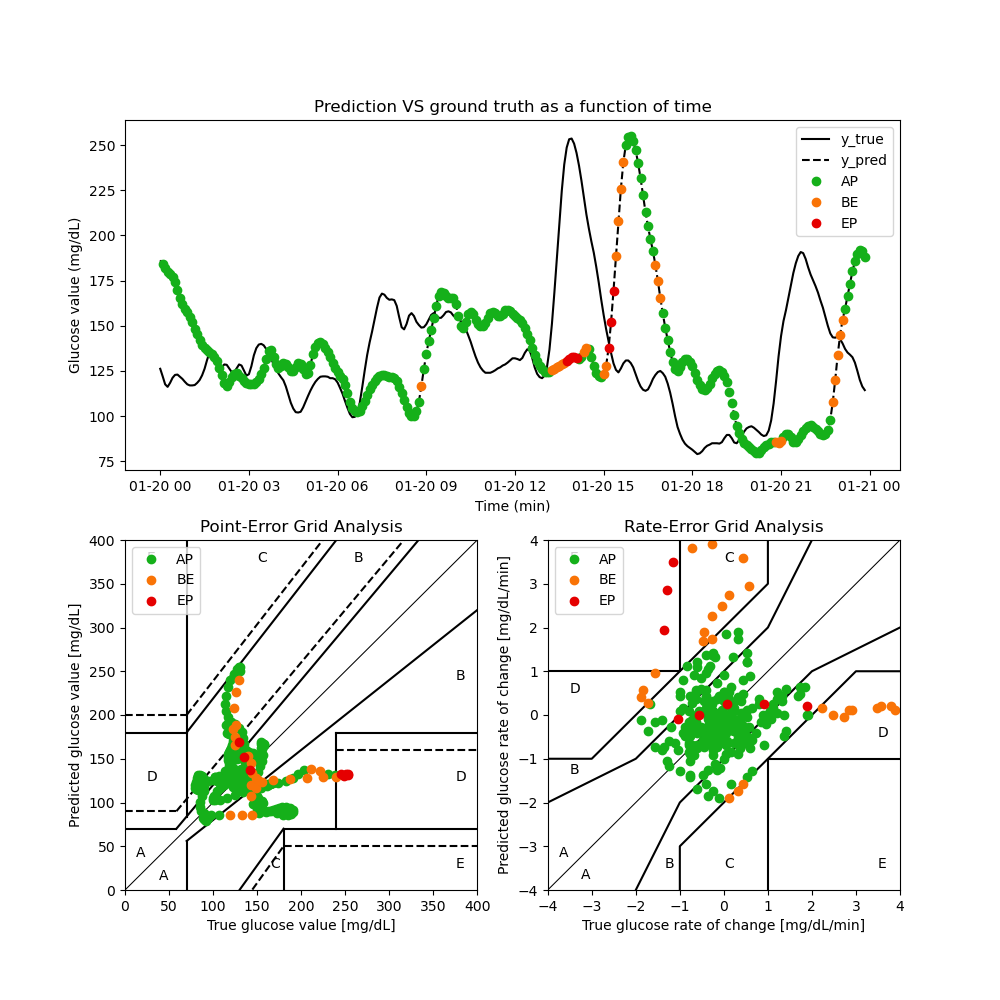 Prediction VS ground truth as a function of time
Glucose value (mg/dL)
250
225
200
175
150
125
100
75
y_true
y_pred
AP
BE
EP
01-20 00 01-20 03 01-20 06 01-20 09 01-20 12 01-20 15 01-20 18 01-20 21 01-21 00
Time (min)
Point-Error Grid Analysis
Predicted glucose value [mg/dL]
400
350
300
250
200
150
100
50
0
AP
BE
EP
C
B
B
D
D
A
A
C
E
0 50 100 150 200 250 300 350 400
True glucose value [mg/dL]
Rate-Error Grid Analysis
Predicted glucose rate of change [mg/dL/min]
4
3
2
1
0
−1
−2
−3
−4
AP
BE
EP
C
D
D
B
A
A
B
C
E
−4 −3 −2 −1 0 1 2 3 4
True glucose rate of change [mg/dL/min]